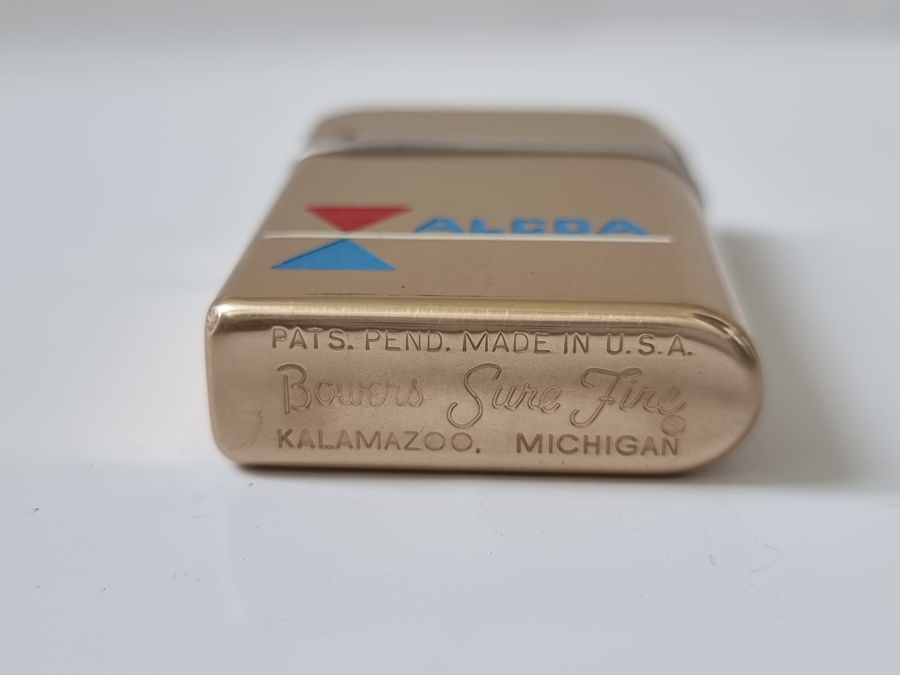 ALCOA
PATS. PEND. MADE IN U.S.A.
Bowers Sure Fire ®
KALAMAZOO, MICHIGAN